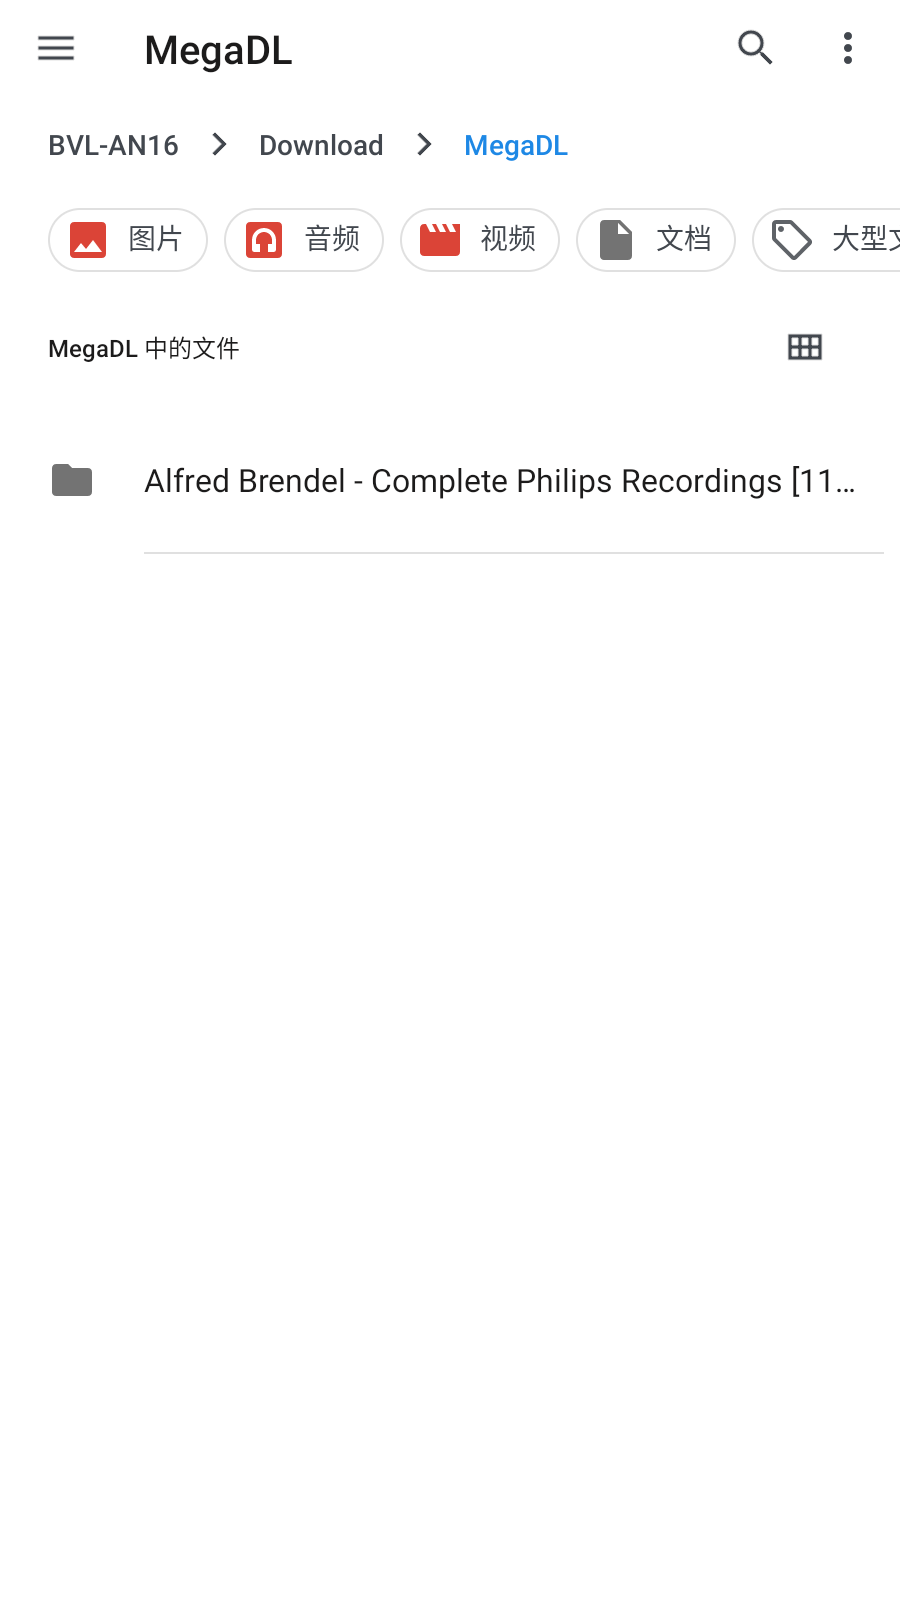 MegaDL
BVL-AN16 > Download > MegaDL
图片 音频 视频 文档 大型
MegaDL 中的文件
Alfred Brendel - Complete Philips Recordings [11…